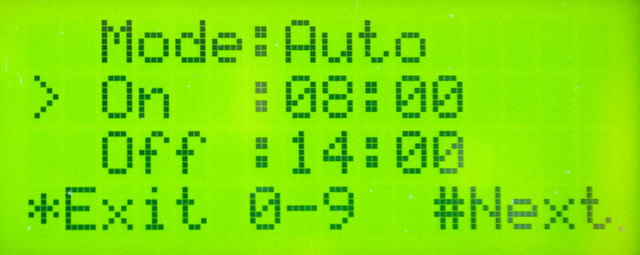 Mode:Auto
> On :08:00
Off :14:00
*Exit 0-9 #Next